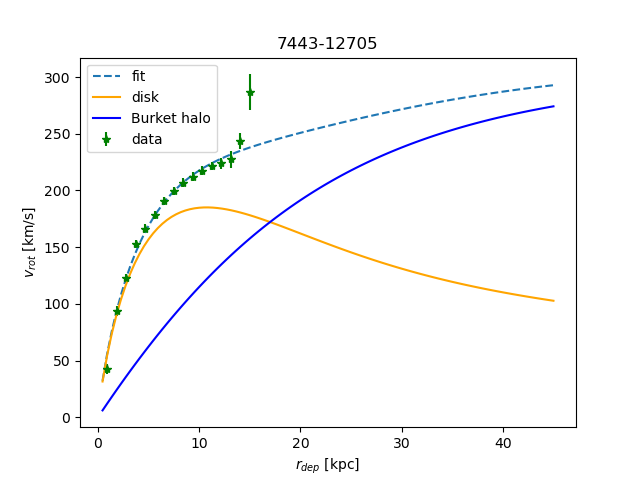 7443-12705
fit
disk
Burket halo
data
300
250
200
150
100
50
0
v_rot [km/s]
0 10 20 30 40
r_dep [kpc]